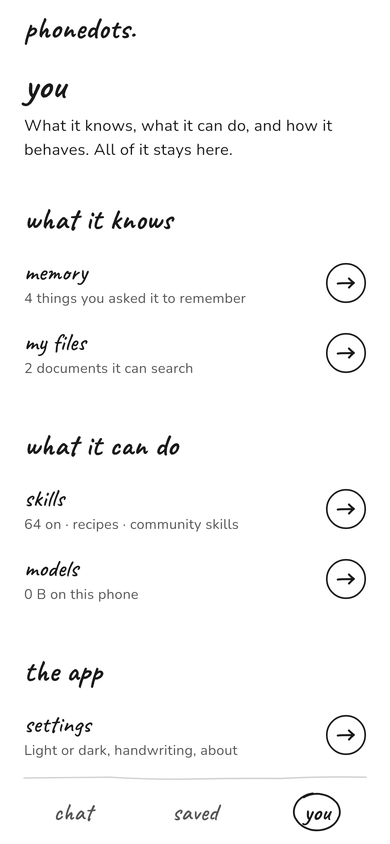 phonedots.
you
What it knows, what it can do, and how it
behaves. All of it stays here.
what it knows
memory
4 things you asked it to remember
my files
2 documents it can search
what it can do
skills
64 on · recipes · community skills
models
0 B on this phone
the app
settings
Light or dark, handwriting, about
chat saved you